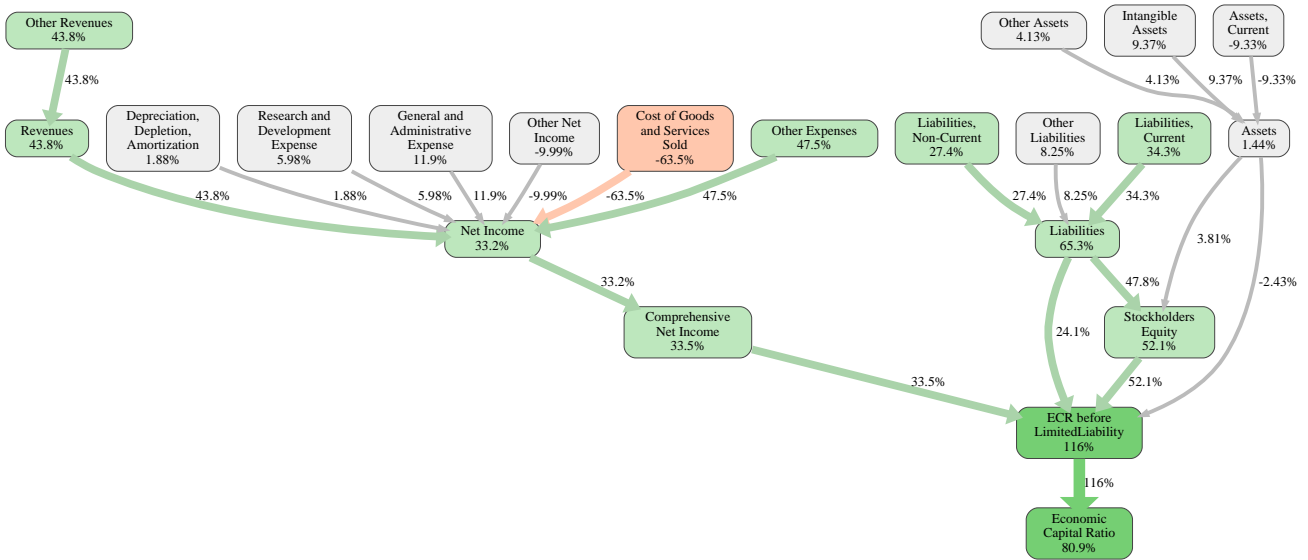 Other Revenues
43.8%
Other Assets
4.13%
Intangible
Assets
9.37%
Assets,
Current
-9.33%
43.8%
4.13%
9.37%
-9.33%
Revenues
43.8%
Depreciation,
Depletion,
Amortization
1.88%
Research and
Development
Expense
5.98%
General and
Administrative
Expense
11.9%
Other Net
Income
-9.99%
Cost of Goods
and Services
Sold
-63.5%
Other Expenses
47.5%
Liabilities,
Non-Current
27.4%
Other
Liabilities
8.25%
Liabilities,
Current
34.3%
Assets
1.44%
43.8%
1.88%
5.98%
11.9%
-9.99%
-63.5%
47.5%
27.4%
8.25%
34.3%
Net Income
33.2%
Liabilities
65.3%
3.81%
33.2%
47.8%
-2.43%
Comprehensive
Net Income
33.5%
24.1%
Stockholders
Equity
52.1%
33.5%
52.1%
ECR before
LimitedLiability
116%
116%
Economic
Capital Ratio
80.9%